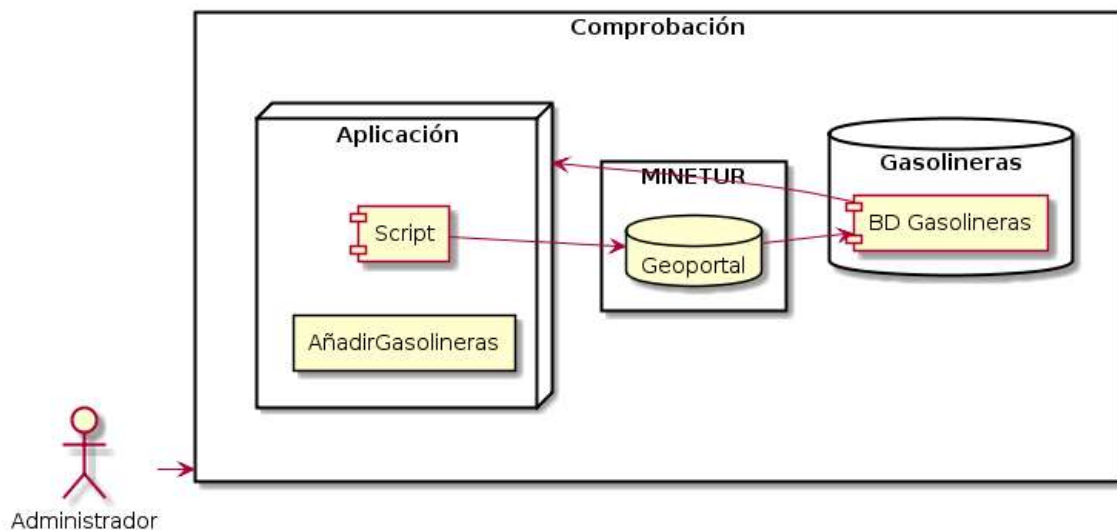 Comprobación
Aplicación
MINETUR
Gasolineras
Script
Geoportal
BD Gasolineras
AñadirGasolineras
Administrador